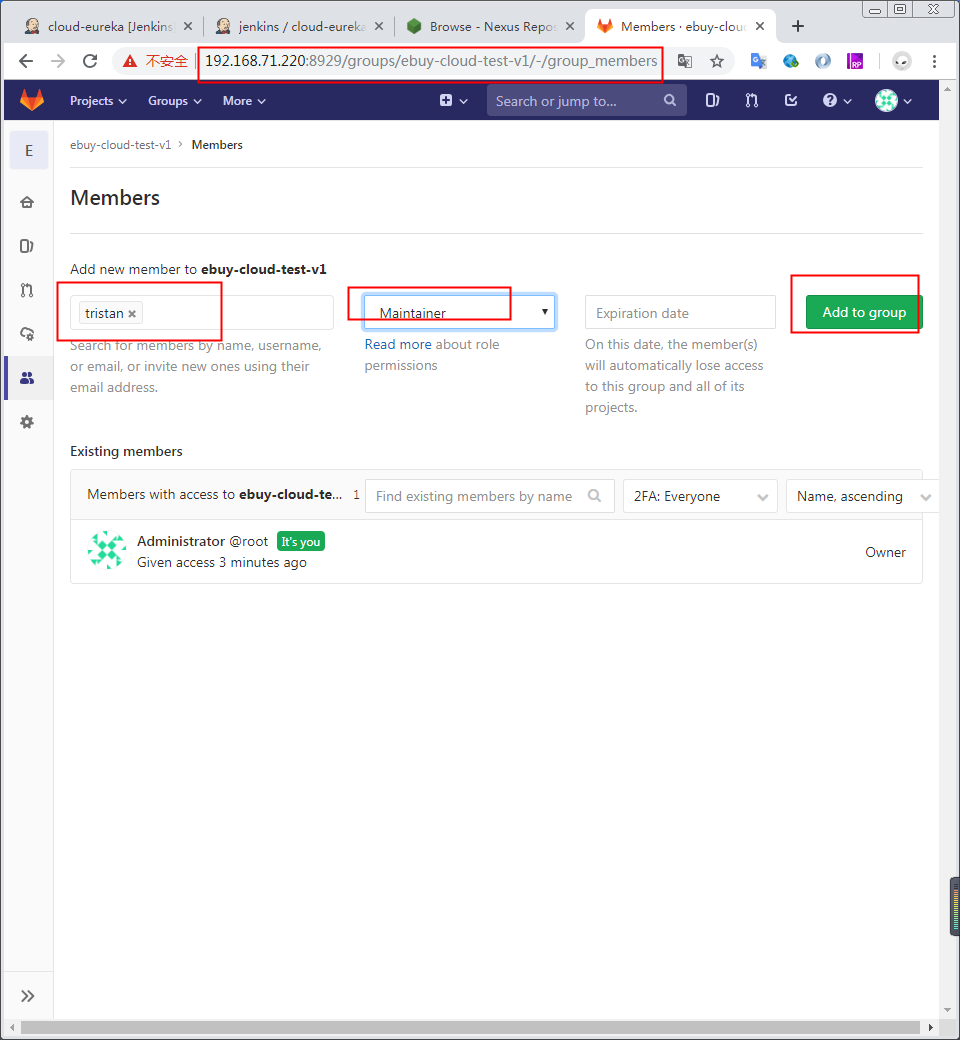 cloud-eureka [Jenkins
jenkins / cloud-eureka
Browse - Nexus Repos
Members · ebuy-clou
不安全
192.168.71.220:8929/groups/ebuy-cloud-test-v1/-/group_members
RP
Projects
Groups
More
Search or jump to...
E
ebuy-cloud-test-v1 › Members
Members
Add new member to ebuy-cloud-test-v1
tristan
Maintainer
Expiration date
Add to group
Search for members by name, username,
or email, or invite new ones using their
email address.
Read more about role
permissions
On this date, the member(s)
will automatically lose access
to this group and all of its
projects.
Existing members
Members with access to ebuy-cloud-te... 1
Find existing members by name
2FA: Everyone
Name, ascending
Administrator @root It's you
Given access 3 minutes ago
Owner